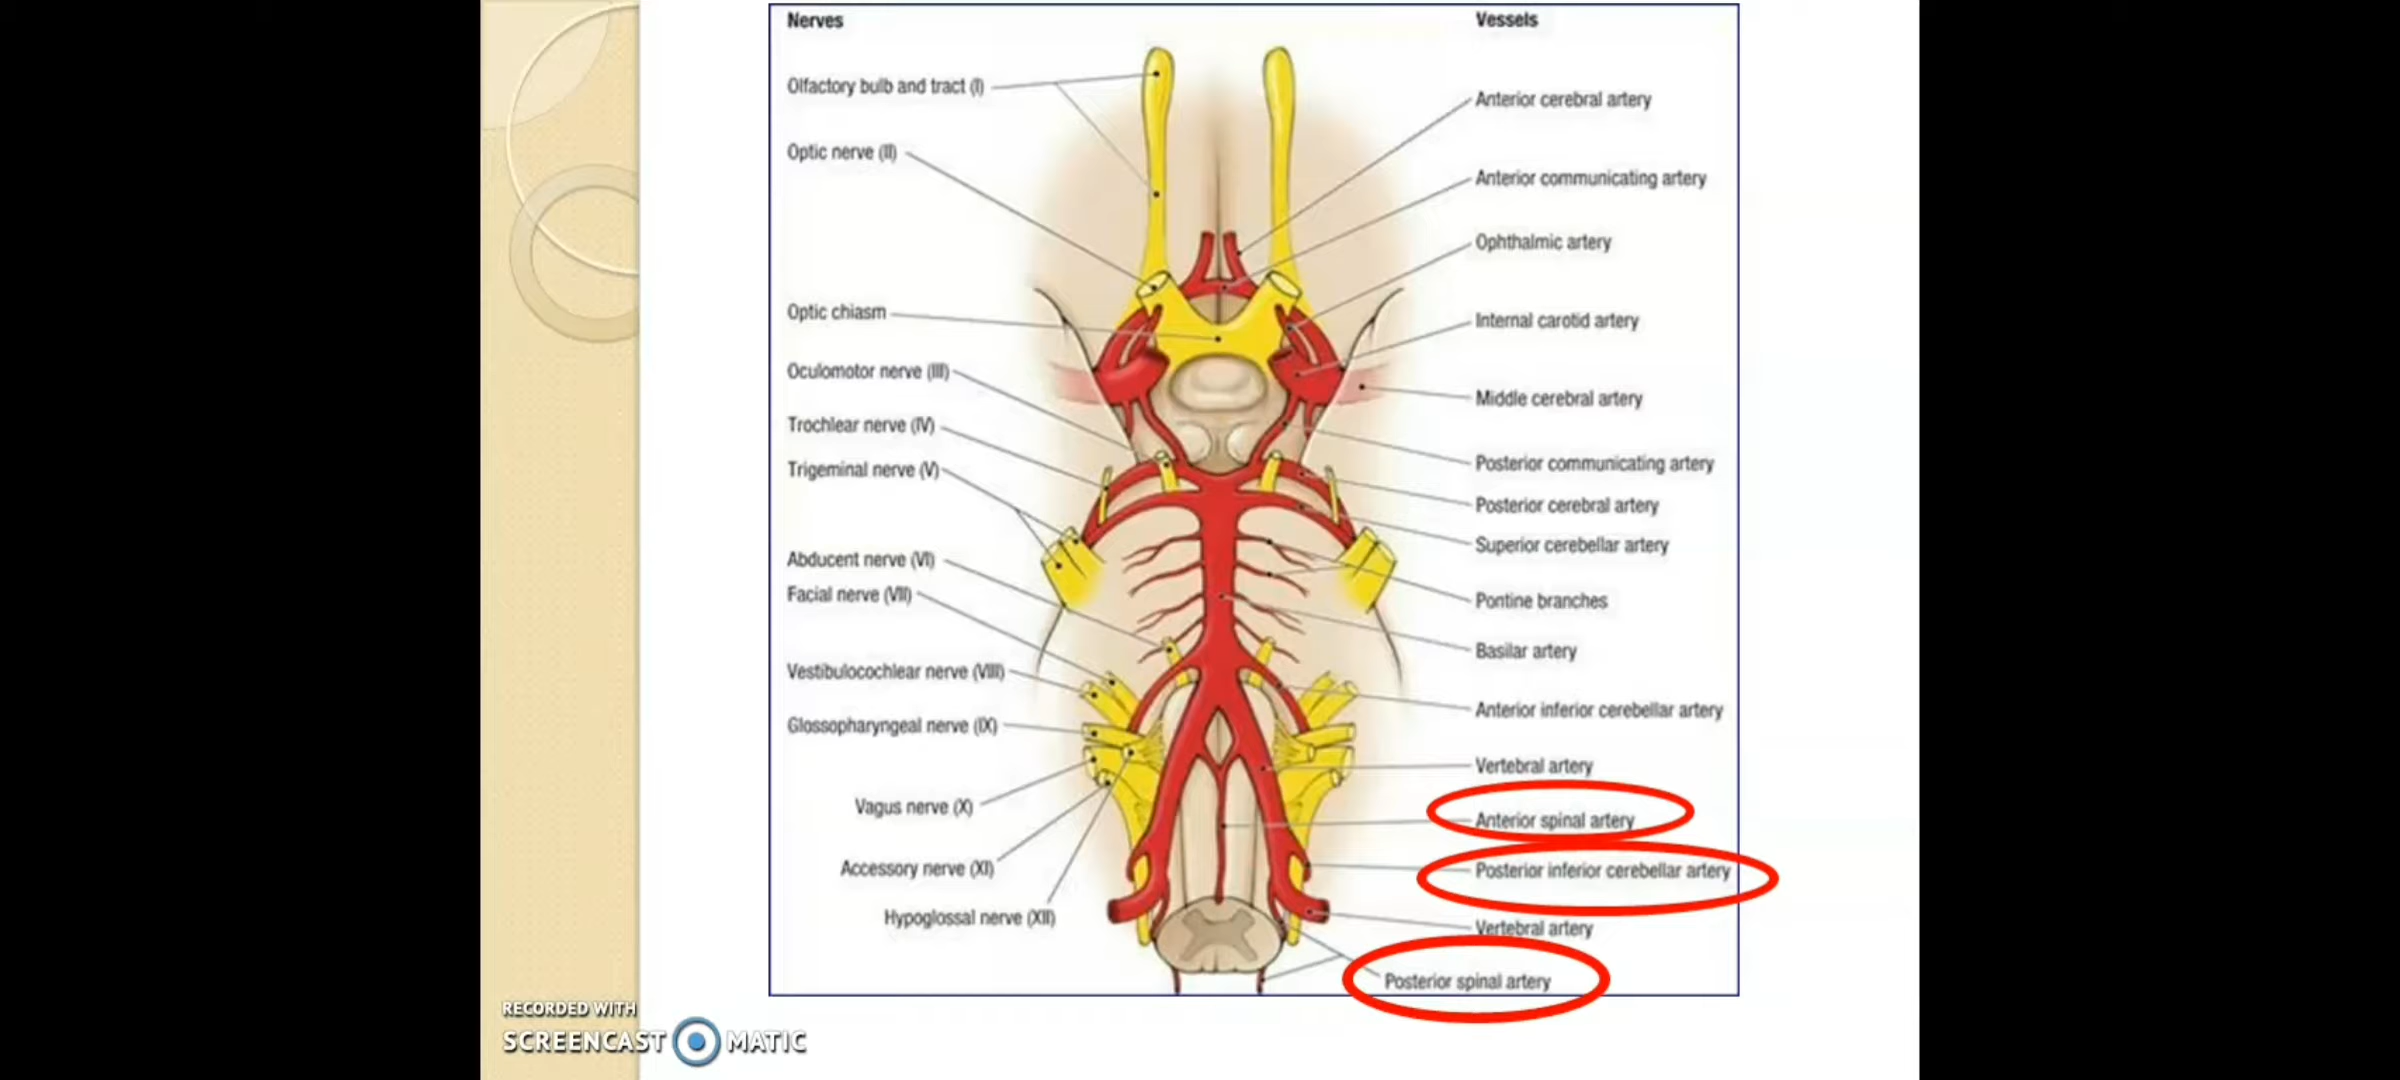 Nerves
Olfactory bulb and tract (I)
Optic nerve (II)
Optic chiasm
Oculomotor nerve (III)
Trochlear nerve (IV)
Trigeminal nerve (V)
Abducent nerve (VI)
Facial nerve (VII)
Vestibulocochlear nerve (VIII)
Glossopharyngeal nerve (IX)
Vagus nerve (X)
Accessory nerve (XI)
Hypoglossal nerve (XII)
Vessels
Anterior cerebral artery
Anterior communicating artery
Ophthalmic artery
Internal carotid artery
Middle cerebral artery
Posterior communicating artery
Posterior cerebral artery
Superior cerebellar artery
Pontine branches
Basilar artery
Anterior inferior cerebellar artery
Vertebral artery
Anterior spinal artery
Posterior inferior cerebellar artery
Vertebral artery
Posterior spinal artery
RECORDED WITH
SCREENCAST MATIC